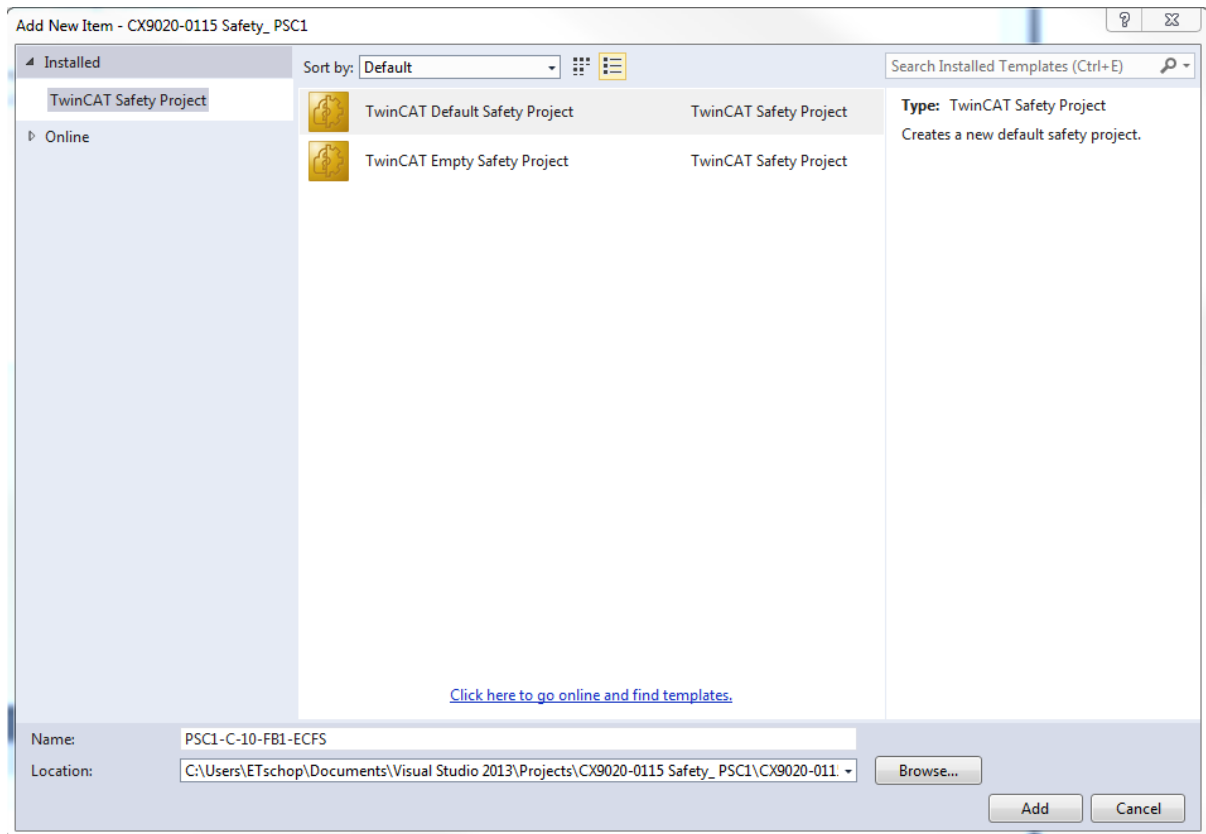 Add New Item - CX9020-0115 Safety_ PSC1
Installed
Sort by: Default
Search Installed Templates (Ctrl+E)
TwinCAT Safety Project
Online
TwinCAT Default Safety Project TwinCAT Safety Project
TwinCAT Empty Safety Project TwinCAT Safety Project
Type: TwinCAT Safety Project
Creates a new default safety project.
Click here to go online and find templates.
Name: PSC1-C-10-FB1-ECFS
Location: C:\Users\ETschop\Documents\Visual Studio 2013\Projects\CX9020-0115 Safety_ PSC1\CX9020-011
Browse...
Add Cancel